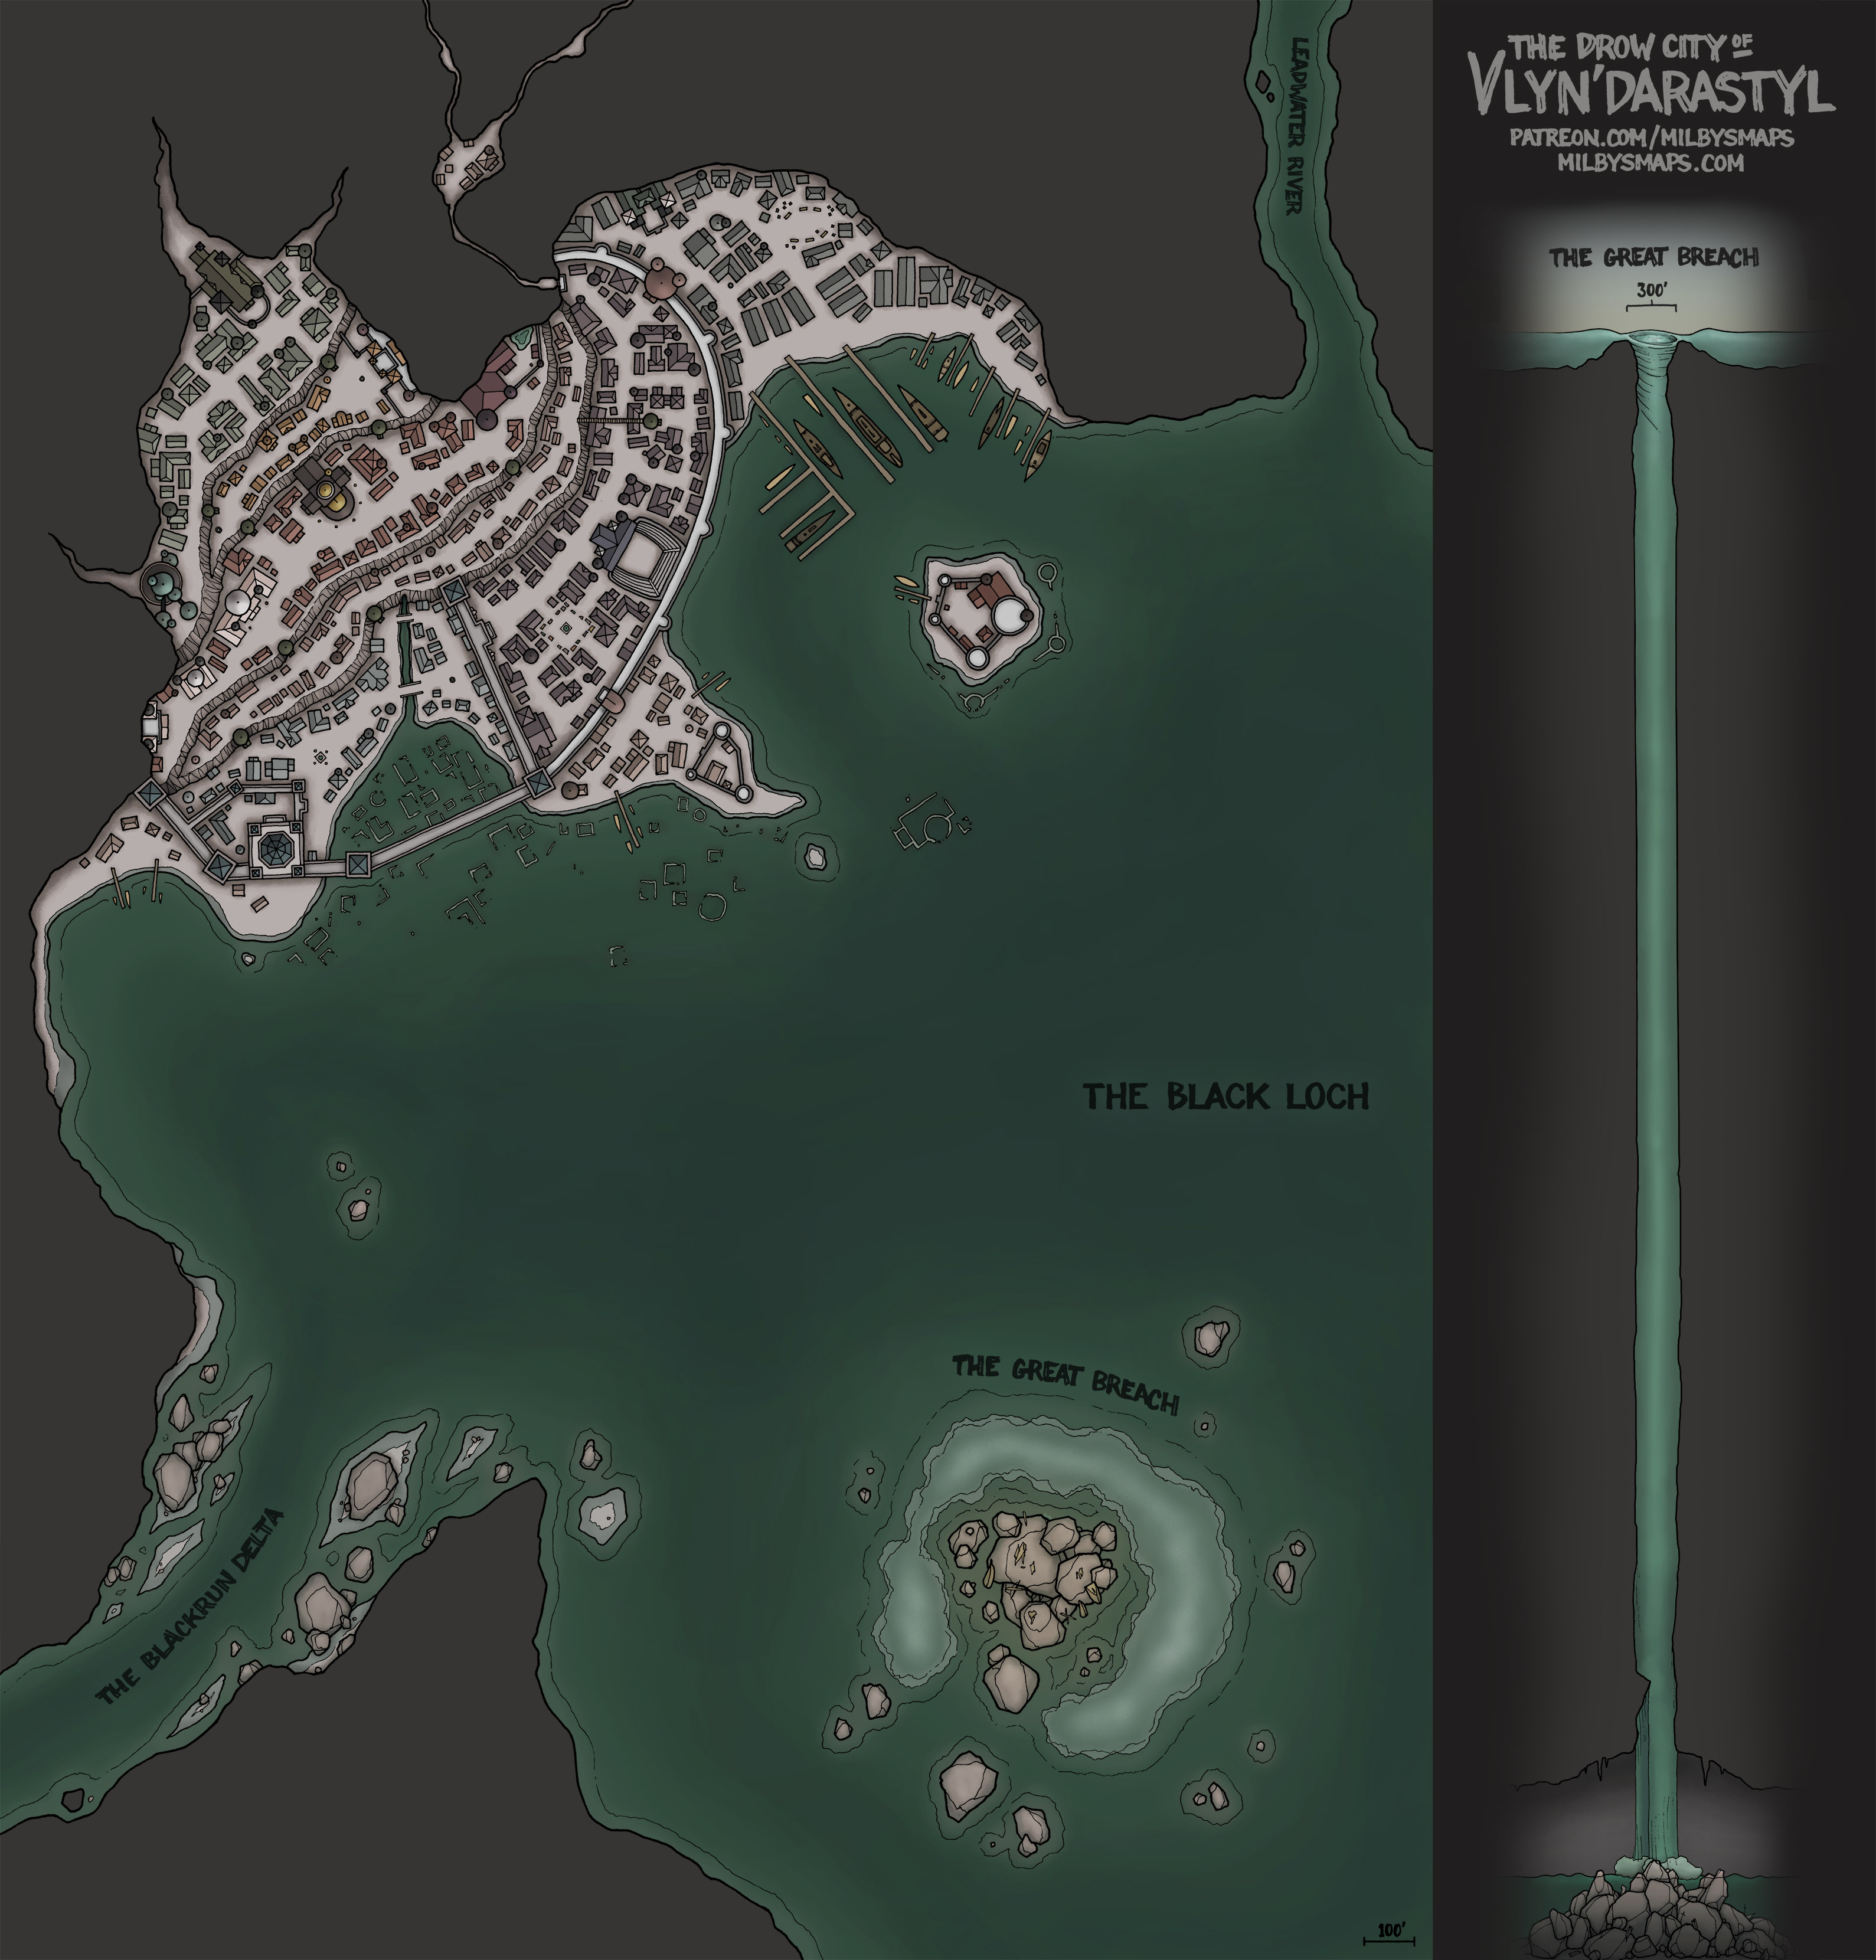 THE DROW CITY OF
VLYN'DARASTYL
PATREON.COM/MILBYSMAPS
MILBYSMAPS.COM
THE GREAT BREACH
300'
LEADWATER RIVER
THE BLACK LOCH
THE GREAT BREACH
THE BLACKRUN DELTA
100'